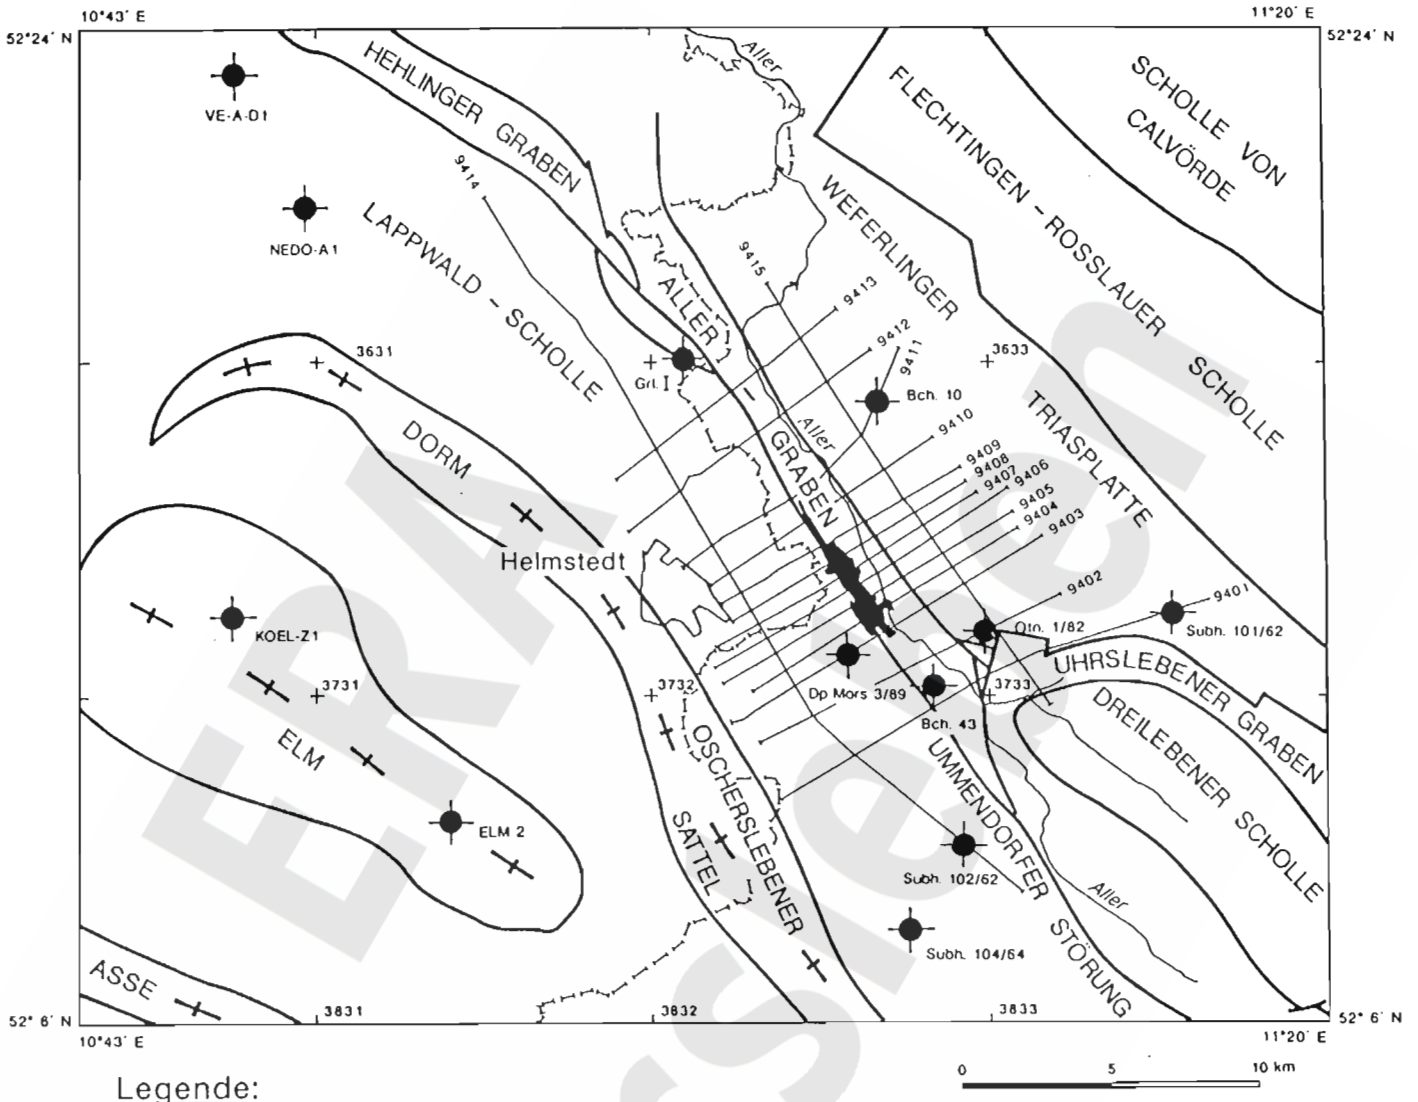 10°43' E
11°20' E
52°24' N
52°24' N
VE-A-D1
NEDO-A1
HEHLINGER GRABEN
9414
LAPPWALD - SCHOLLE
Aller
ALLER
GRABEN
Aller
9415
9413
9412
9411
WEFERLINGER
TRIASPLATTE
FLECHTINGEN - ROSSLAUER SCHOLLE
SCHOLLE VON
CALVÖRDE
3631
3633
Grl. I
Bch. 10
9410
9409
9408
9407
9406
9405
9404
9403
9402
9401
DORM
Helmstedt
KOEL-Z1
3731
3732
3733
Dp Mors 3/89
Bch. 43
Otn. 1/82
Subh. 101/62
UHRSLEBENER GRABEN
DREILEBENER SCHOLLE
ELM
ELM 2
OSCHERSLEBENER
SATTEL
UMMENDORFER
STÖRUNG
Subh. 102/62
Subh. 104/64
Aller
ASSE
3831
3832
3833
52° 6' N
52° 6' N
10°43' E
11°20' E
0 5 10 km
Legende:
ERA
sleben